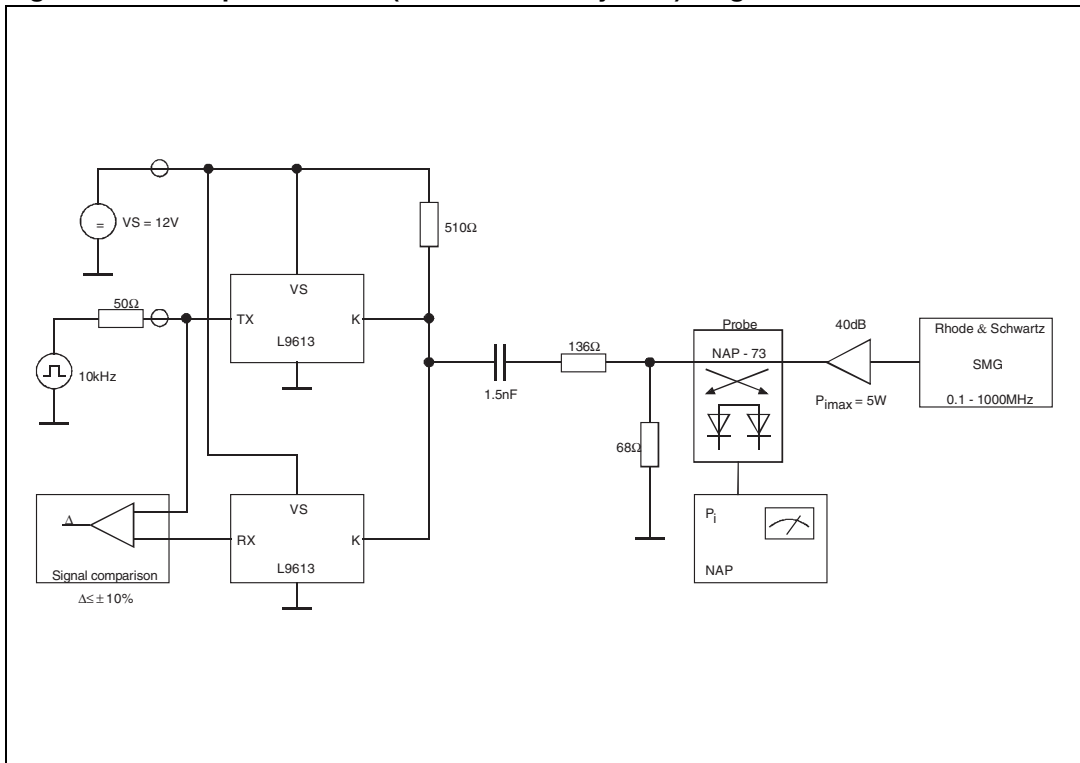 VS = 12V
510Ω
VS
TX
K
L9613
50Ω
10kHz
1.5nF
136Ω
68Ω
Probe
NAP - 73
40dB
Pimax = 5W
Rhode & Schwartz
SMG
0.1 - 1000MHz
VS
RX
K
L9613
Δ
Signal comparison
Δ≤ ± 10%
Pi
NAP